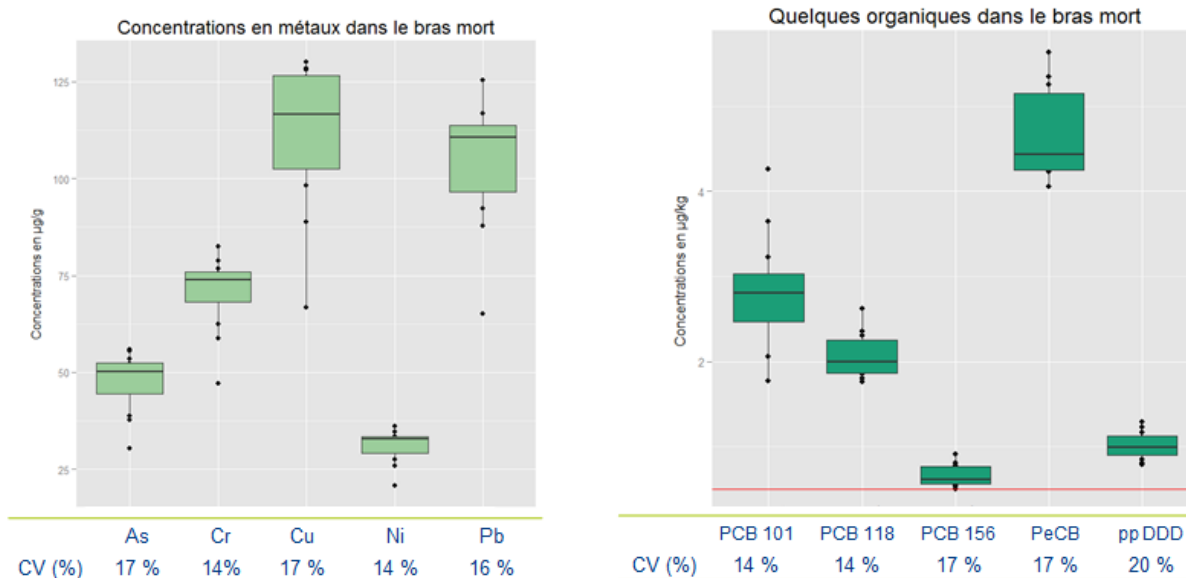 Concentrations en métaux dans le bras mort
Concentrations en µg/g
125
100
75
50
25
As Cr Cu Ni Pb
CV (%) 17 % 14% 17 % 14 % 16 %
Quelques organiques dans le bras mort
Concentrations en µg/kg
4
2
PCB 101 PCB 118 PCB 156 PeCB pp DDD
CV (%) 14 % 14 % 17 % 17 % 20 %